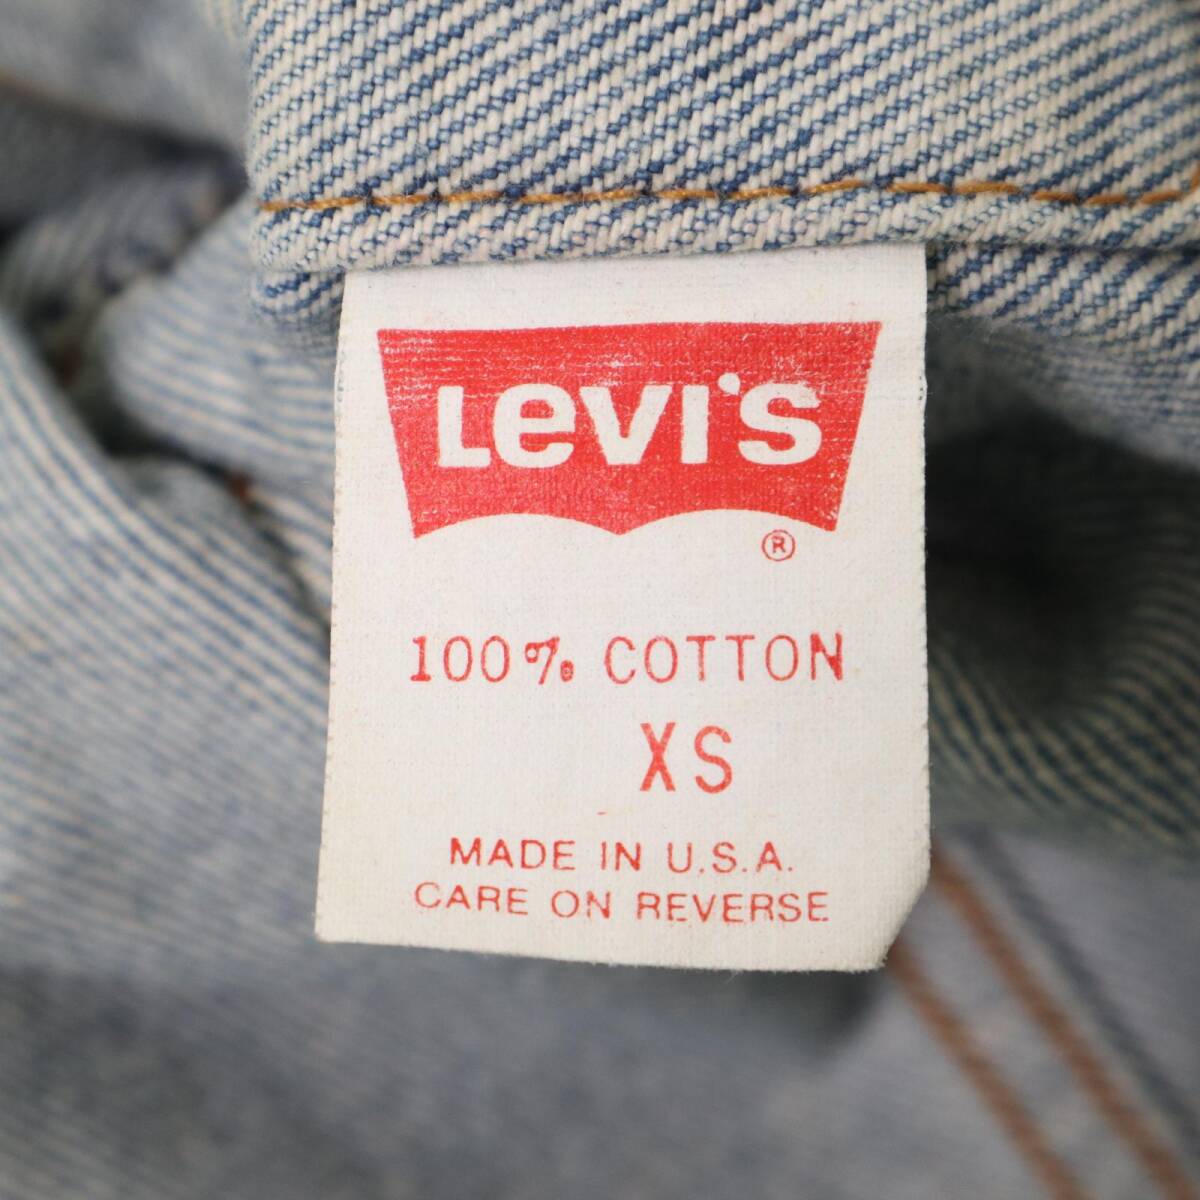 Levi's
®
100% COTTON
XS
MADE IN U.S.A.
CARE ON REVERSE